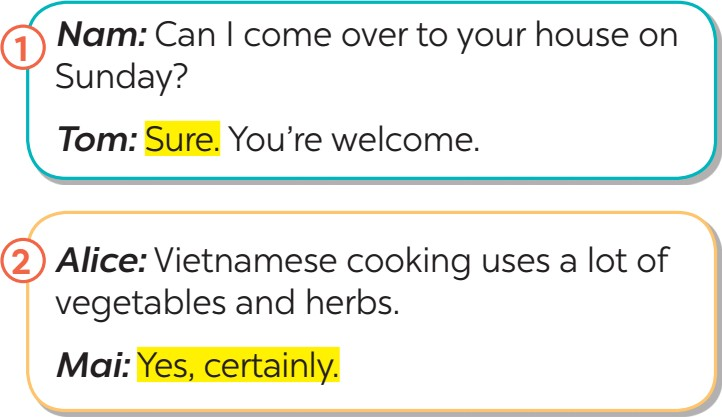 1
Nam: Can I come over to your house on
Sunday?
Tom: Sure. You're welcome.
2
Alice: Vietnamese cooking uses a lot of
vegetables and herbs.
Mai: Yes, certainly.